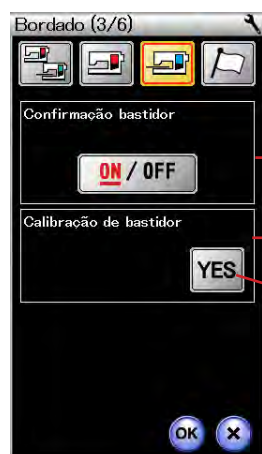 Bordado (3/6)
Confirmação bastidor
ON / OFF
Calibração de bastidor
YES
OK X